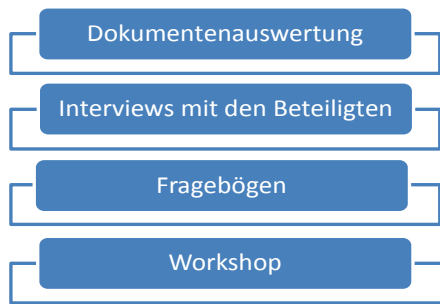 Dokumentenauswertung
Interviews mit den Beteiligten
Fragebögen
Workshop